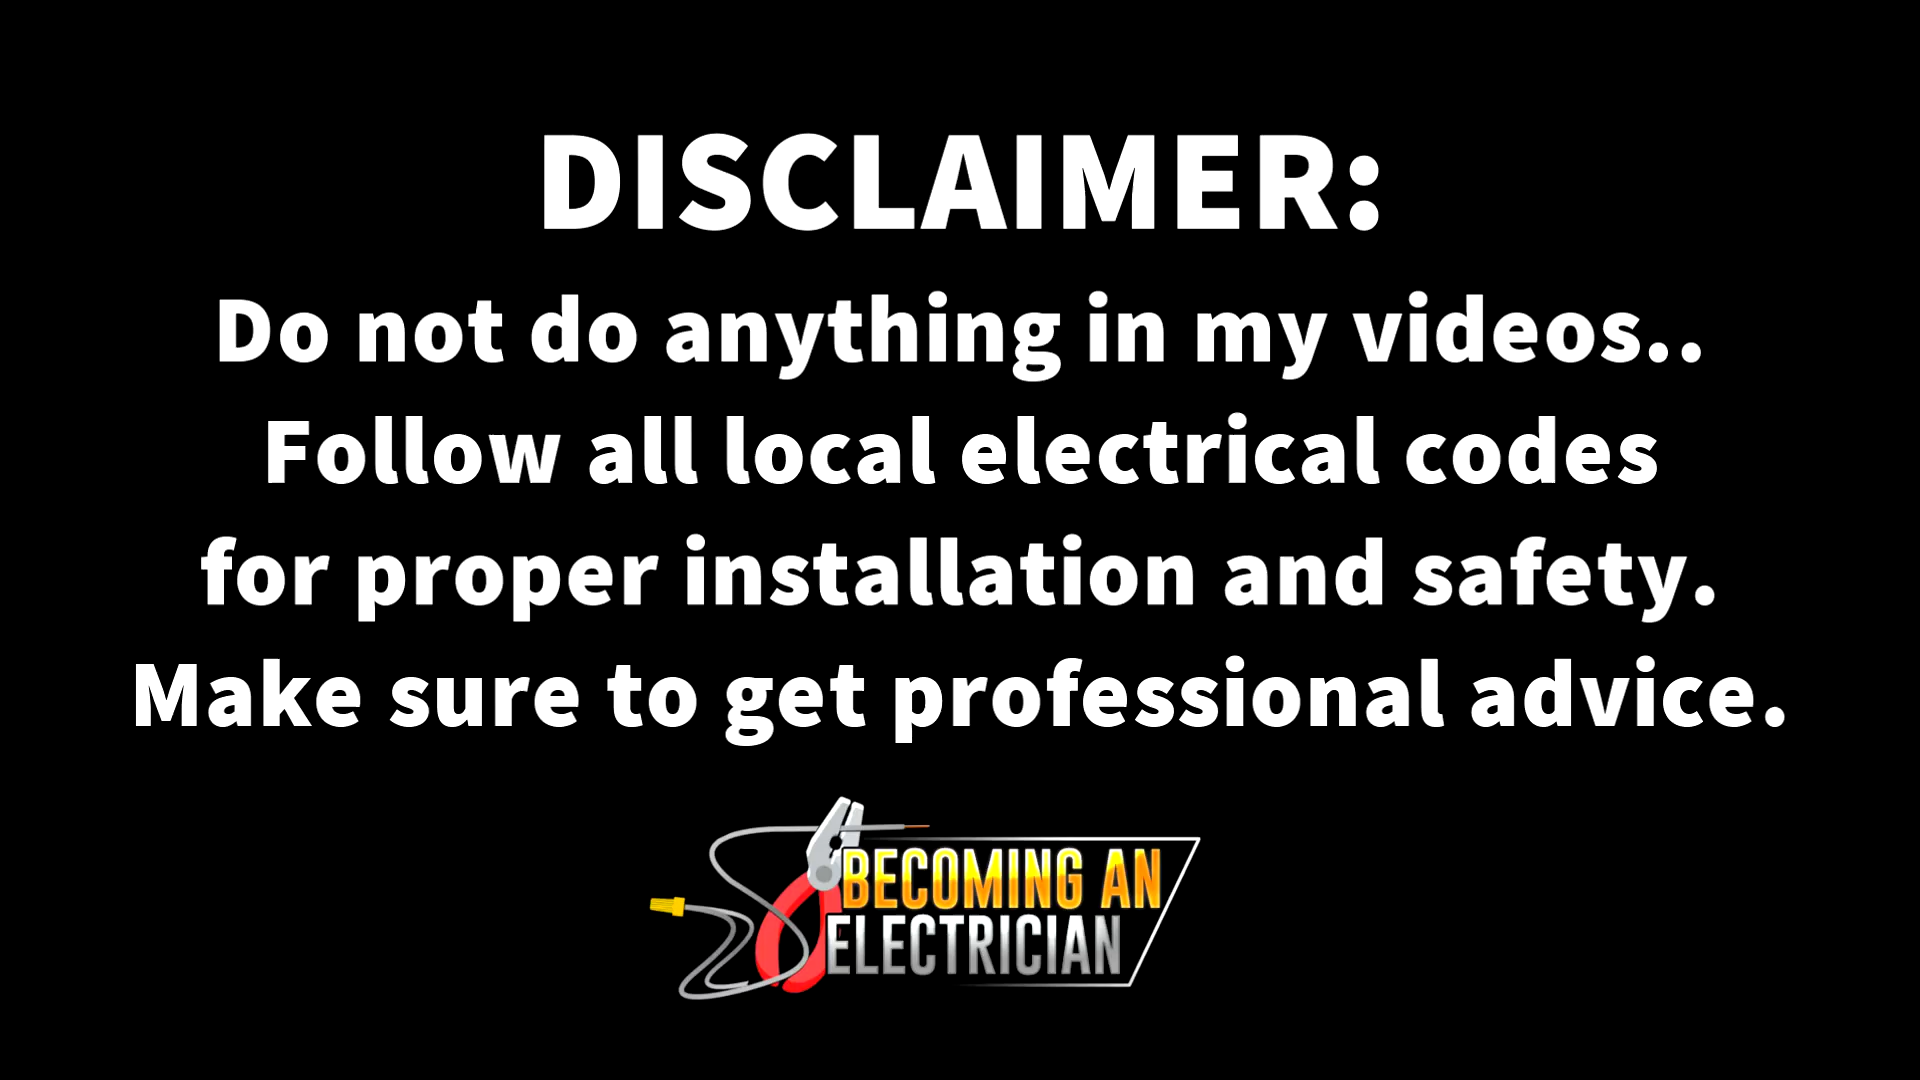 DISCLAIMER:
Do not do anything in my videos..
Follow all local electrical codes
for proper installation and safety.
Make sure to get professional advice.
BECOMING AN
ELECTRICIAN